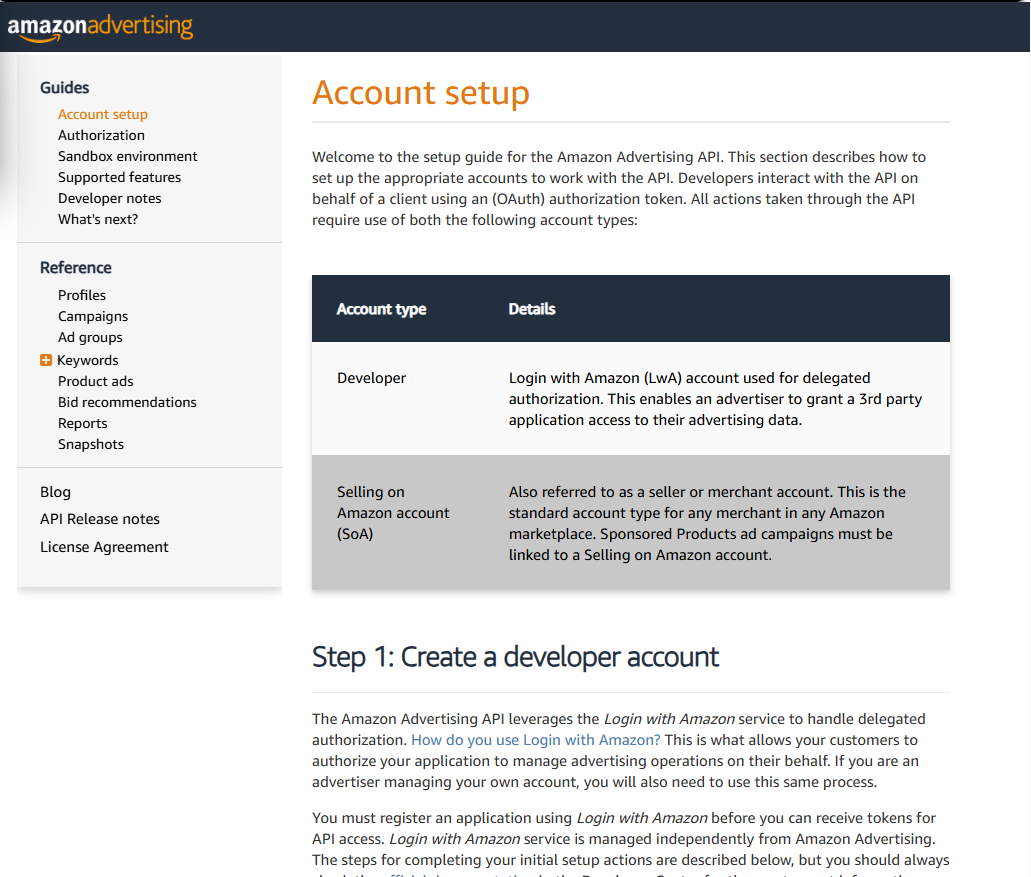 amazonadvertising
Guides
Account setup
Authorization
Sandbox environment
Supported features
Developer notes
What's next?
Reference
Profiles
Campaigns
Ad groups
Keywords
Product ads
Bid recommendations
Reports
Snapshots
Blog
API Release notes
License Agreement
Account setup
Welcome to the setup guide for the Amazon Advertising API. This section describes how to
set up the appropriate accounts to work with the API. Developers interact with the API on
behalf of a client using an (OAuth) authorization token. All actions taken through the API
require use of both the following account types:
Account type Details
Developer
Login with Amazon (LwA) account used for delegated
authorization. This enables an advertiser to grant a 3rd party
application access to their advertising data.
Selling on
Amazon account
(SoA)
Also referred to as a seller or merchant account. This is the
standard account type for any merchant in any Amazon
marketplace. Sponsored Products ad campaigns must be
linked to a Selling on Amazon account.
Step 1: Create a developer account
The Amazon Advertising API leverages the Login with Amazon service to handle delegated
authorization. How do you use Login with Amazon? This is what allows your customers to
authorize your application to manage advertising operations on their behalf. If you are an
advertiser managing your own account, you will also need to use this same process.
You must register an application using Login with Amazon before you can receive tokens for
API access. Login with Amazon service is managed independently from Amazon Advertising.
The steps for completing your initial setup actions are described below, but you should always